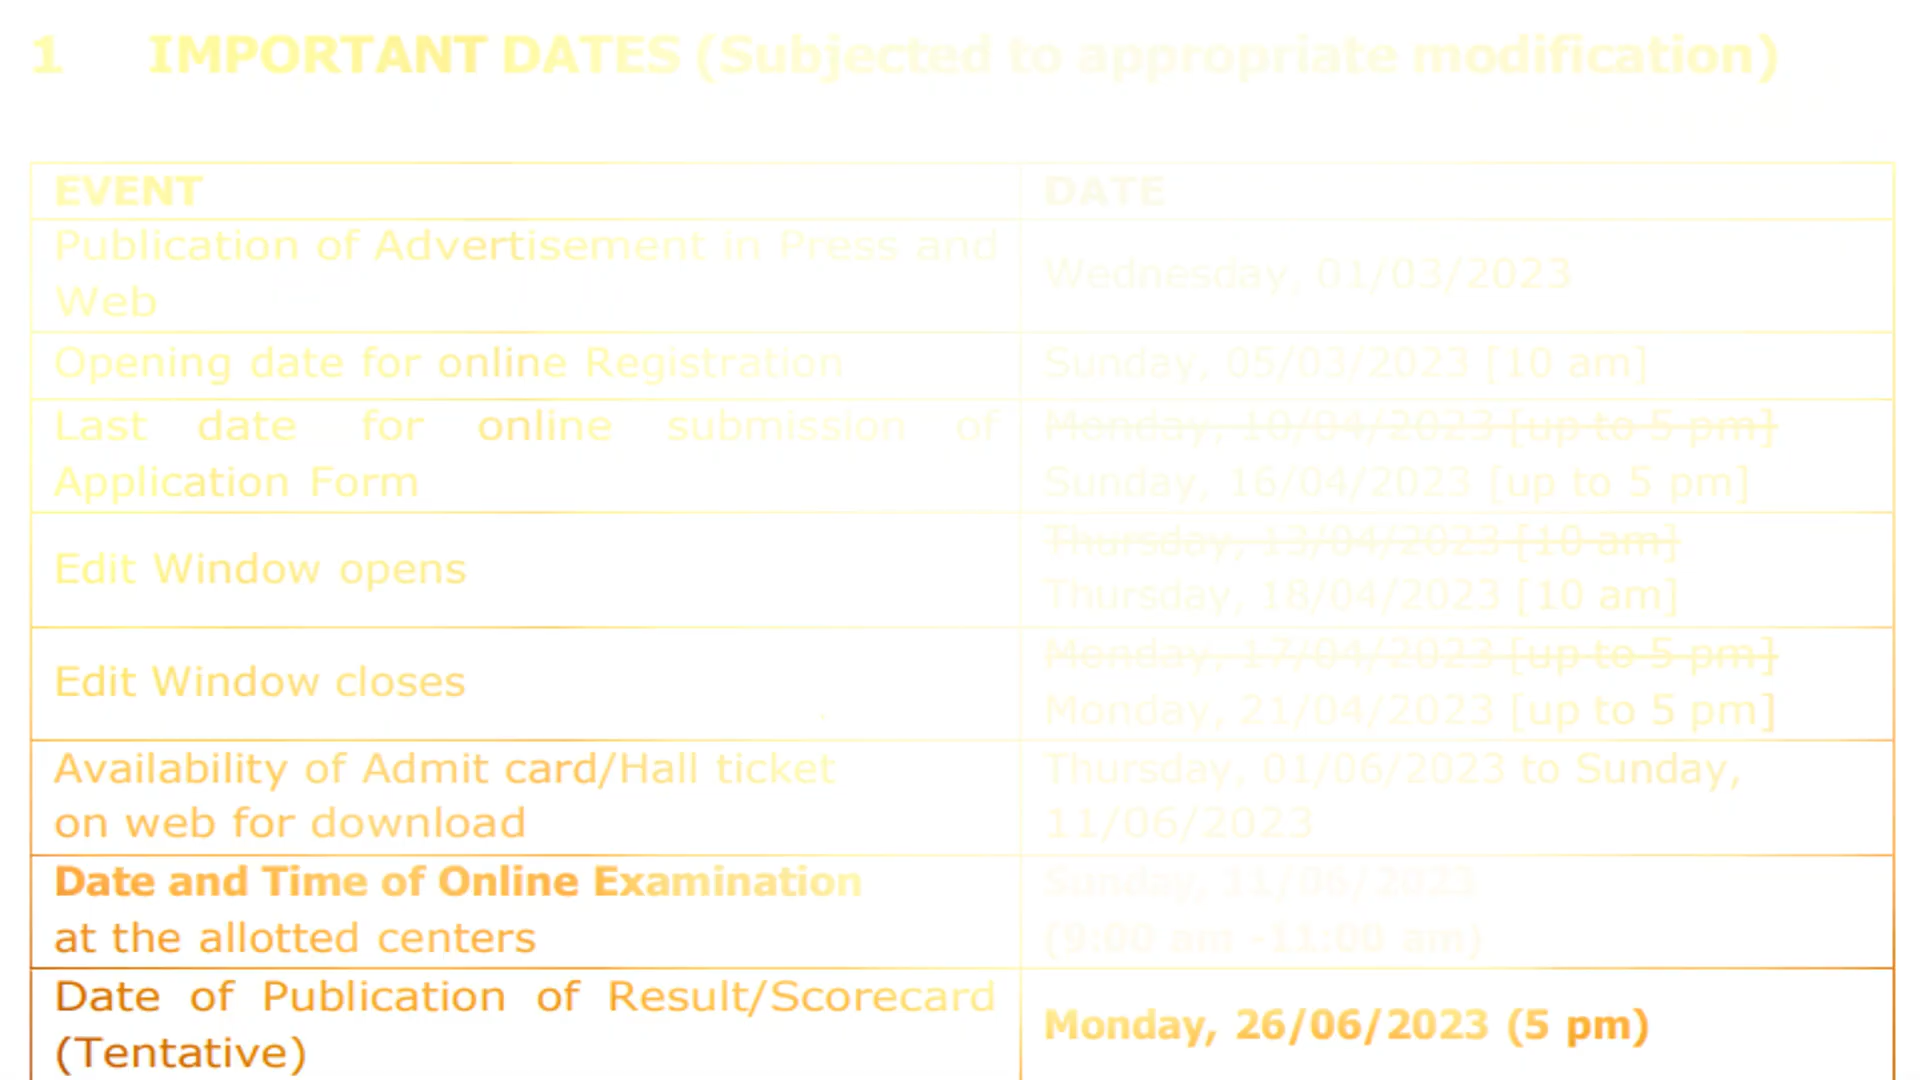 1 IMPORTANT DATES (Subjected to appropriate modification)
EVENT DATE
Publication of Advertisement in Press and
Web
Wednesday, 01/03/2023
Opening date for online Registration
Sunday, 05/03/2023 [10 am]
Last date for online submission of
Application Form
Monday, 10/04/2023 [up to 5 pm]
Sunday, 16/04/2023 [up to 5 pm]
Edit Window opens
Thursday, 13/04/2023 [10 am]
Thursday, 18/04/2023 [10 am]
Edit Window closes
Monday, 17/04/2023 [up to 5 pm]
Monday, 21/04/2023 [up to 5 pm]
Availability of Admit card/Hall ticket
on web for download
Thursday, 01/06/2023 to Sunday,
11/06/2023
Date and Time of Online Examination
at the allotted centers
Sunday, 11/06/2023
(9:00 am -11:00 am)
Date of Publication of Result/Scorecard
(Tentative)
Monday, 26/06/2023 (5 pm)